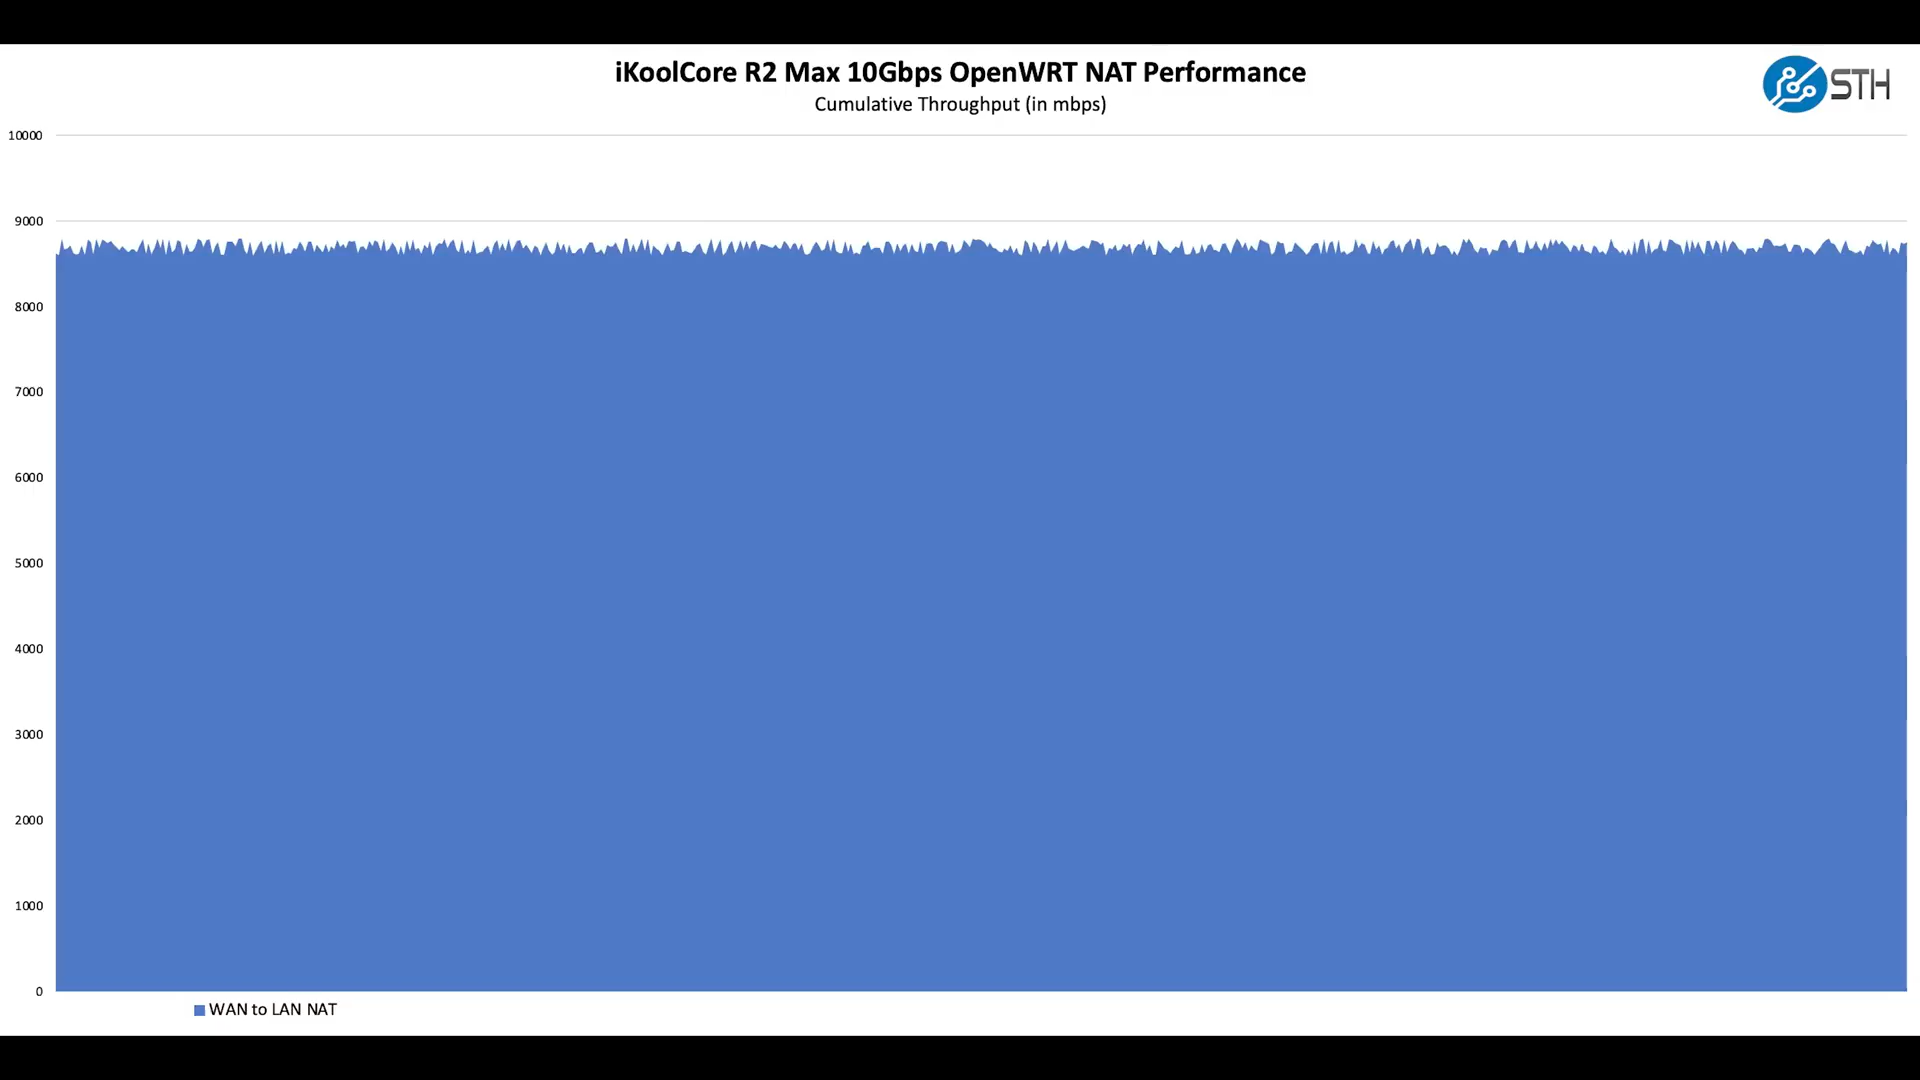 iKoolCore R2 Max 10Gbps OpenWRT NAT Performance
Cumulative Throughput (in mbps)
STH
10000
9000
8000
7000
6000
5000
4000
3000
2000
1000
0
WAN to LAN NAT